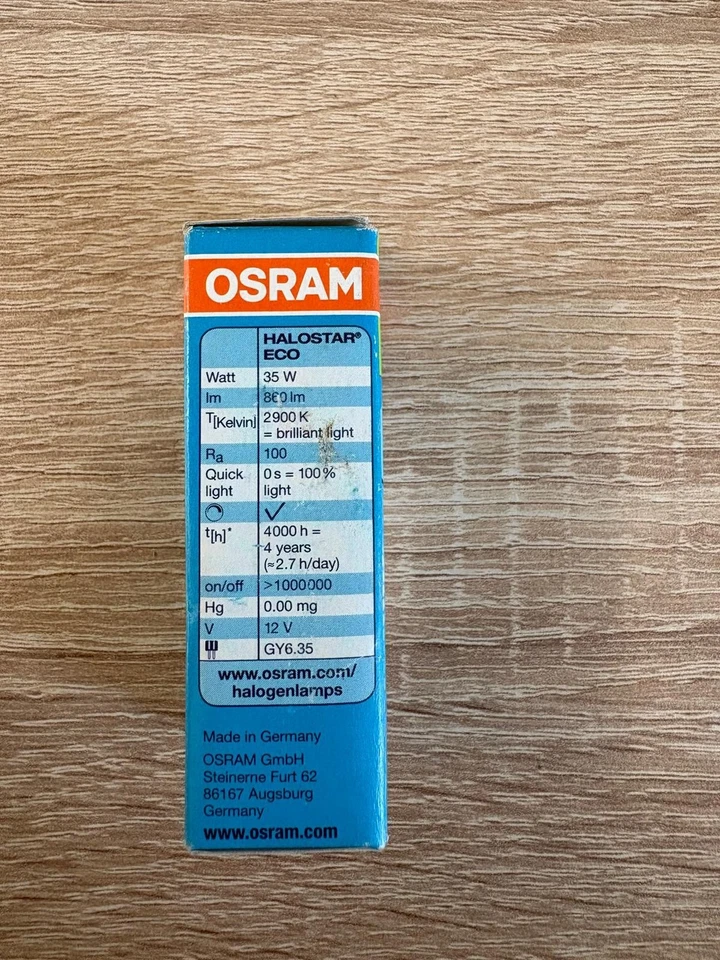 OSRAM
HALOSTAR®
ECO
Watt 35 W
lm 860 lm
T[Kelvin] 2900 K
= brilliant light
Ra 100
Quick 0 s = 100 %
light light
t[h]* 4000 h =
4 years
(≈2.7 h/day)
on/off >1000000
Hg 0.00 mg
V 12 V
GY6.35
www.osram.com/
halogenlamps
Made in Germany
OSRAM GmbH
Steinerne Furt 62
86167 Augsburg
Germany
www.osram.com